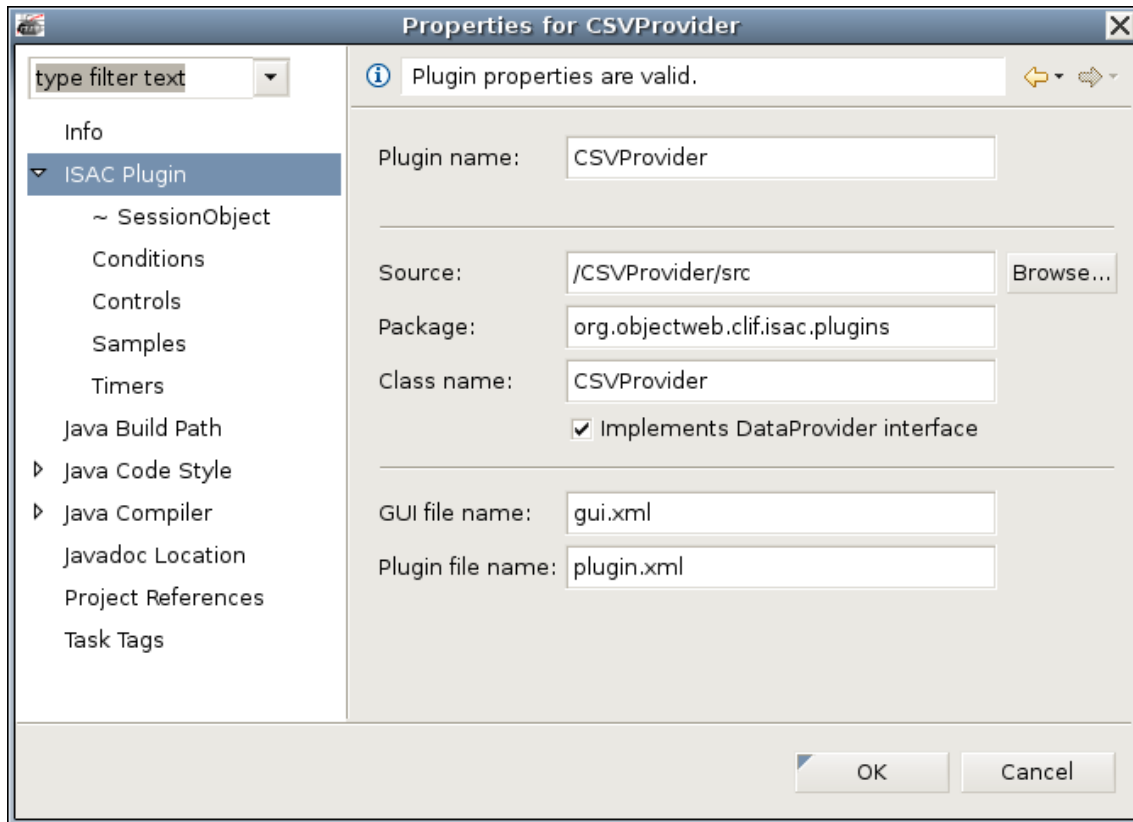 Properties for CSVProvider
type filter text
Info
ISAC Plugin
~ SessionObject
Conditions
Controls
Samples
Timers
Java Build Path
Java Code Style
Java Compiler
Javadoc Location
Project References
Task Tags
Plugin properties are valid.
Plugin name: CSVProvider
Source: /CSVProvider/src Browse...
Package: org.objectweb.clif.isac.plugins
Class name: CSVProvider
Implements DataProvider interface
GUI file name: gui.xml
Plugin file name: plugin.xml
OK Cancel